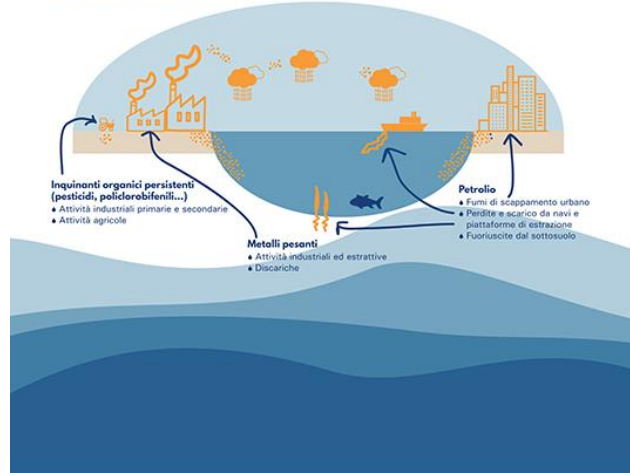 Inquinanti organici persistenti
(pesticidi, policlorobifenili...)
Attività industriali primarie e secondarie
Attività agricole
Metalli pesanti
Attività industriali ed estrattive
Discariche
Petrolio
Fumi di scappamento urbano
Perdite e scarico da navi e
piattaforme di estrazione
Fuoriuscite dal sottosuolo